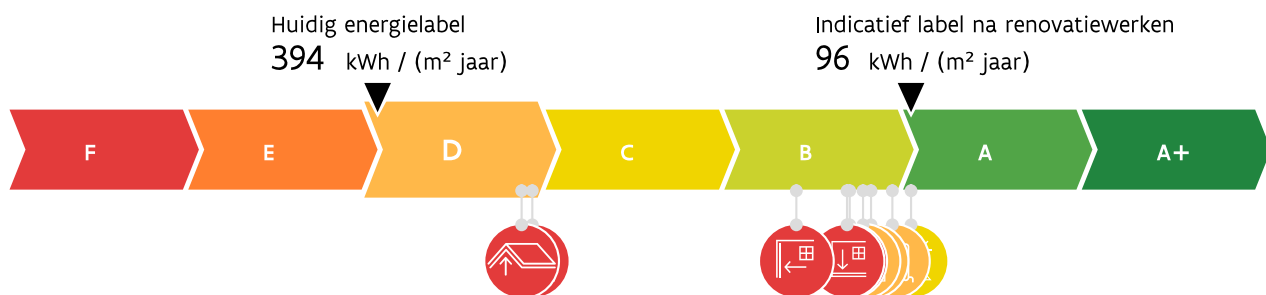 Huidig energielabel
394 kWh / (m² jaar)
Indicatief label na renovatiewerken
96 kWh / (m² jaar)
F E D C B A A+